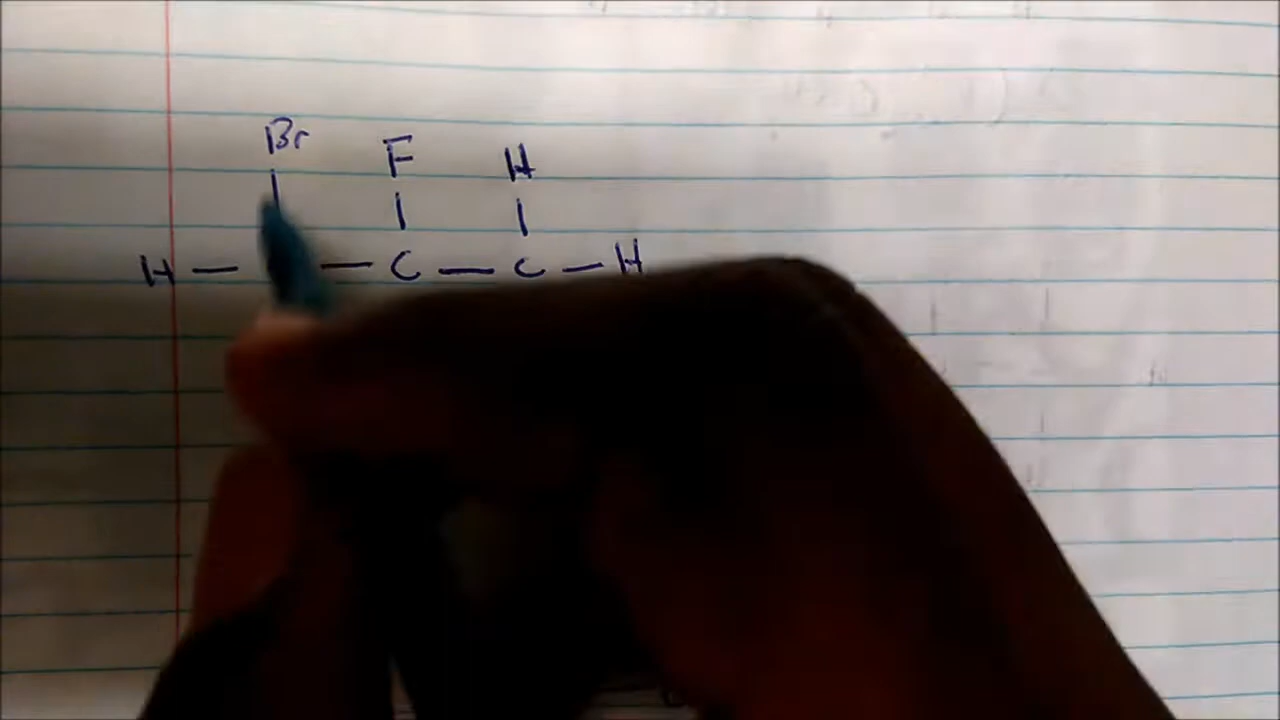 Br F H
| | |
H — — C — C — H